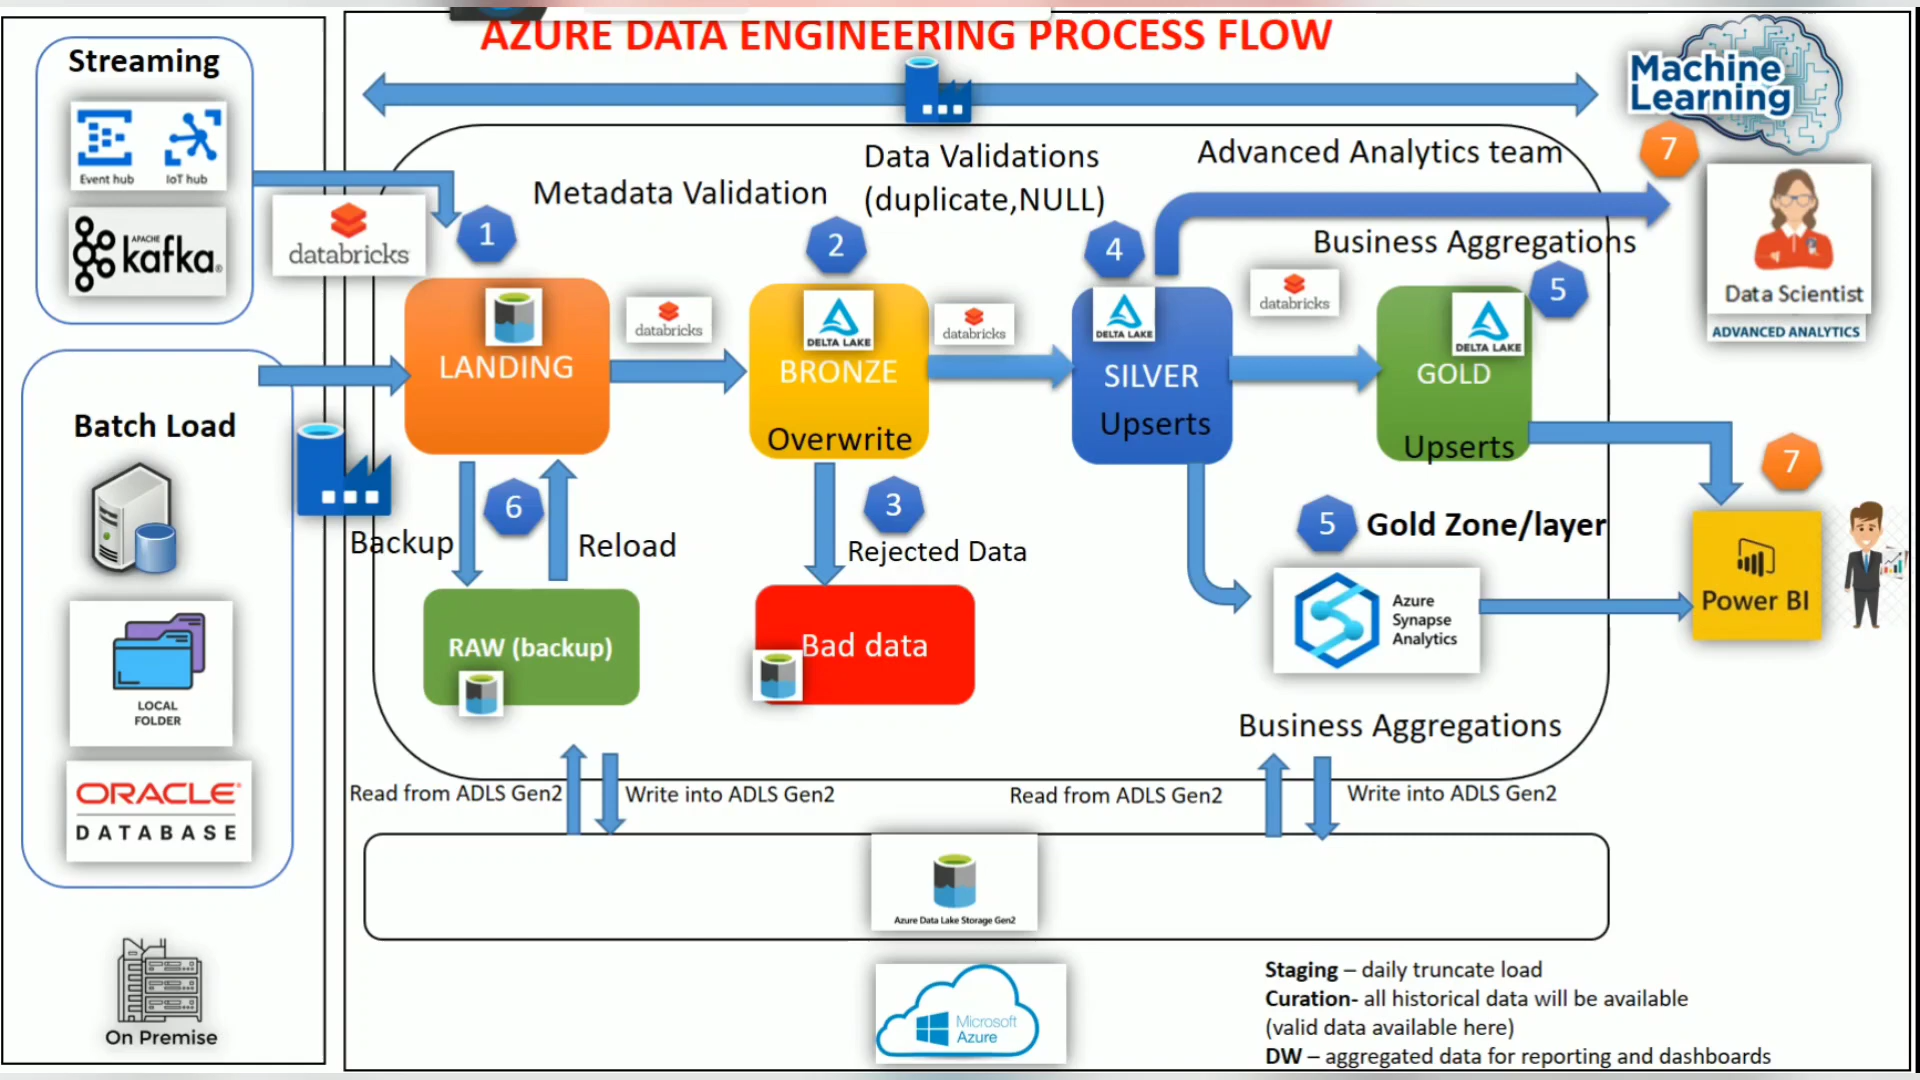 AZURE DATA ENGINEERING PROCESS FLOW
Streaming
Event hub
IoT hub
APACHE
kafka®
databricks
Batch Load
LOCAL
FOLDER
ORACLE®
DATABASE
On Premise
1
Metadata Validation
LANDING
databricks
2
DELTA LAKE
BRONZE
Overwrite
Data Validations
(duplicate,NULL)
databricks
4
DELTA LAKE
SILVER
Upserts
Advanced Analytics team
Business Aggregations
databricks
5
DELTA LAKE
GOLD
Upserts
Machine
Learning
7
Data Scientist
ADVANCED ANALYTICS
Backup
6
Reload
RAW (backup)
3
Rejected Data
Bad data
5
Gold Zone/layer
Azure
Synapse
Analytics
Business Aggregations
7
Power BI
Read from ADLS Gen2
Write into ADLS Gen2
Read from ADLS Gen2
Write into ADLS Gen2
Azure Data Lake Storage Gen2
Microsoft
Azure
Staging – daily truncate load
Curation- all historical data will be available
(valid data available here)
DW – aggregated data for reporting and dashboards